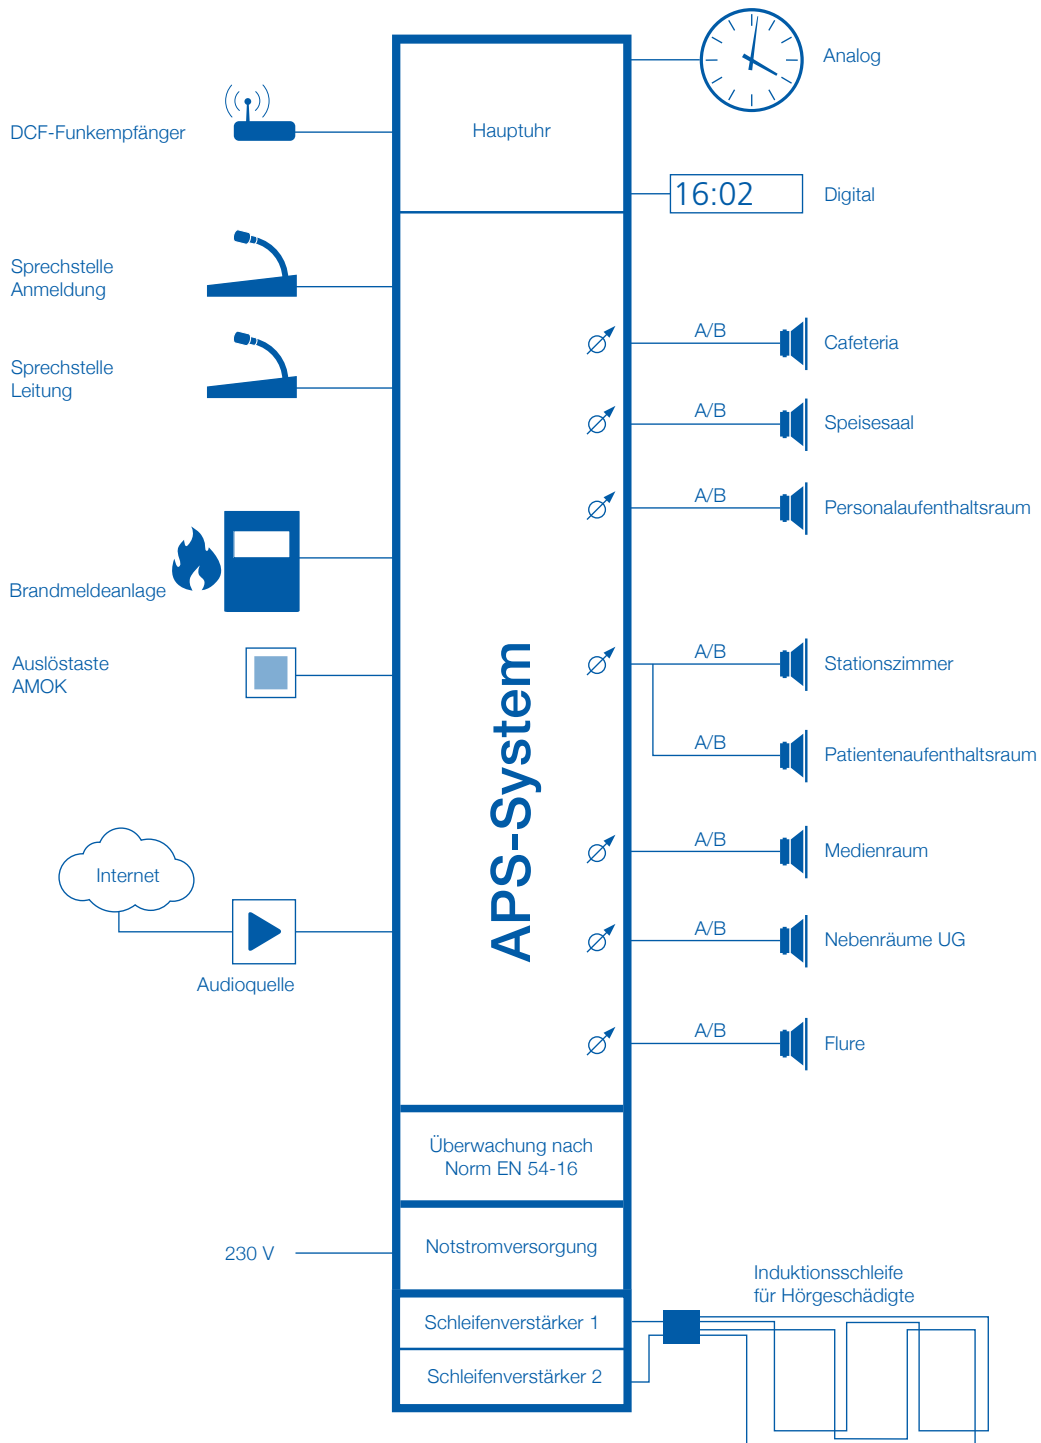 Analog
DCF-Funkempfänger
Hauptuhr
16:02
Digital
Sprechstelle
Anmeldung
A/B
Cafeteria
Sprechstelle
Leitung
A/B
Speisesaal
A/B
Personalaufenthaltsraum
Brandmeldeanlage
Auslöstaste
AMOK
APS-System
A/B
Stationszimmer
A/B
Patientenaufenthaltsraum
A/B
Medienraum
Internet
A/B
Nebenräume UG
Audioquelle
A/B
Flure
Überwachung nach
Norm EN 54-16
230 V
Notstromversorgung
Induktionsschleife
für Hörgeschädigte
Schleifenverstärker 1
Schleifenverstärker 2